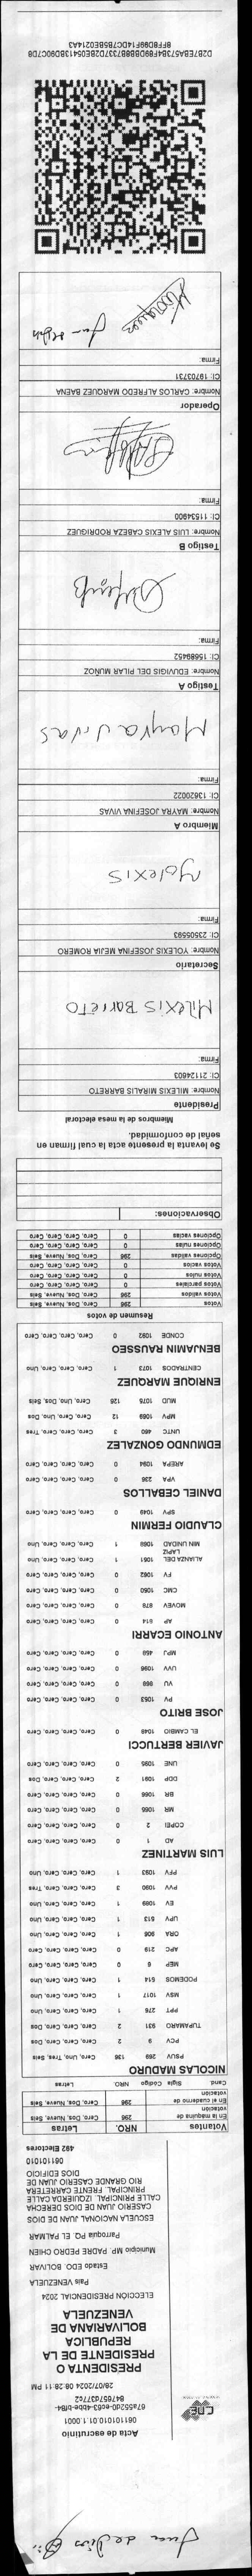 Juan de Dios
CNE
Acta de escrutinio
061101010.01.1.0001
84765737702
28/07/2024 08:28:11 PM
PRESIDENTA O
PRESIDENTE DE LA
REPUBLICA
BOLIVARIANA DE
VENEZUELA
ELECCIÓN PRESIDENCIAL 2024
País VENEZUELA
Estado EDO. BOLIVAR
Municipio MP. PADRE PEDRO CHIEN
Parroquia PQ. EL PALMAR
ESCUELA NACIONAL JUAN DE DIOS
CASERÍO JUAN DE DIOS DERECHA
CALLE PRINCIPAL. IZQUIERDA CALLE
PRINCIPAL. FRENTE CARRETERA
RIO GRANDE CASERIO JUAN DE
DIOS EDIFICIO
061101010
492 Electores
Votantes NRO. Letras
En la maquina de votación 296 Cero, Dos, Nueve, Seis
En el cuaderno de votación 296 Cero, Dos, Nueve, Seis
Cand. Sigla Código NRO. Letras
NICOLAS MADURO
PSUV 269 136 Cero, Uno, Tres, Seis
PCV 9 2 Cero, Cero, Cero, Dos
TUPAMARO 931 2 Cero, Cero, Cero, Dos
PPT 276 1 Cero, Cero, Cero, Uno
MSV 1017 1 Cero, Cero, Cero, Uno
PODEMOS 614 1 Cero, Cero, Cero, Uno
MEP 6 0 Cero, Cero, Cero, Cero
APC 219 0 Cero, Cero, Cero, Cero
ORA 906 1 Cero, Cero, Cero, Uno
UPV 613 1 Cero, Cero, Cero, Uno
EV 1089 1 Cero, Cero, Cero, Uno
PVV 1090 3 Cero, Cero, Cero, Tres
PFV 1093 1 Cero, Cero, Cero, Uno
LUIS MARTINEZ
AD 1 0 Cero, Cero, Cero, Cero
COPEI 2 0 Cero, Cero, Cero, Cero
MR 1055 0 Cero, Cero, Cero, Cero
BR 1066 0 Cero, Cero, Cero, Cero
DDP 1091 2 Cero, Cero, Cero, Dos
UNE 1095 0 Cero, Cero, Cero, Cero
JAVIER BERTUCCI
EL CAMBIO 1048 0 Cero, Cero, Cero, Cero
JOSE BRITO
PV 1053 0 Cero, Cero, Cero, Cero
VU 869 0 Cero, Cero, Cero, Cero
UVV 1096 0 Cero, Cero, Cero, Cero
MPJ 458 0 Cero, Cero, Cero, Cero
ANTONIO ECARRI
AP 814 0 Cero, Cero, Cero, Cero
MOVEV 878 0 Cero, Cero, Cero, Cero
CMC 1050 0 Cero, Cero, Cero, Cero
FV 1062 0 Cero, Cero, Cero, Cero
ALIANZA DEL LAPIZ 1061 1 Cero, Cero, Cero, Uno
MIN UNIDAD 1068 1 Cero, Cero, Cero, Uno
CLAUDIO FERMIN
SPV 1049 0 Cero, Cero, Cero, Cero
DANIEL CEBALLOS
VPA 236 0 Cero, Cero, Cero, Cero
AREPA 1094 0 Cero, Cero, Cero, Cero
EDMUNDO GONZALEZ
UNTC 460 3 Cero, Cero, Cero, Tres
MPV 1069 12 Cero, Cero, Uno, Dos
MUD 1075 126 Cero, Uno, Dos, Seis
ENRIQUE MARQUEZ
CENTRADOS 1073 1 Cero, Cero, Cero, Uno
BENJAMIN RAUSSEO
CONDE 1092 0 Cero, Cero, Cero, Cero
Resumen de votos
Votos 296 Cero, Dos, Nueve, Seis
Votos validos 296 Cero, Dos, Nueve, Seis
Votos parciales 0 Cero, Cero, Cero, Cero
Votos nulos 0 Cero, Cero, Cero, Cero
Votos vacios 0 Cero, Cero, Cero, Cero
Opciones validas 296 Cero, Dos, Nueve, Seis
Opciones nulas 0 Cero, Cero, Cero, Cero
Opciones vacias 0 Cero, Cero, Cero, Cero
Observaciones:
Se levanta la presente acta la cual firman en
señal de conformidad.
Miembros de la mesa electoral
Presidente
Nombre: MILEXIS MIRALIS BARRETO
CI: 21124603
Firma:
MILEXIS BARRETO
Secretario
Nombre: YOLEXIS JOSEFINA MEJIA ROMERO
CI: 23505593
Firma:
Yolexis
Miembro A
Nombre: MAYRA JOSEFINA VIVAS
CI: 13620022
Firma:
Mayra Vivas
Testigo A
Nombre: EDUVIGIS DEL PILAR MUÑOZ
CI: 15689452
Firma:
Testigo B
Nombre: LUIS ALEXIS CABEZA RODRIGUEZ
CI: 11534900
Firma:
Operador
Nombre: CARLOS ALFREDO MARQUEZ BAENA
CI: 19703731
Firma: